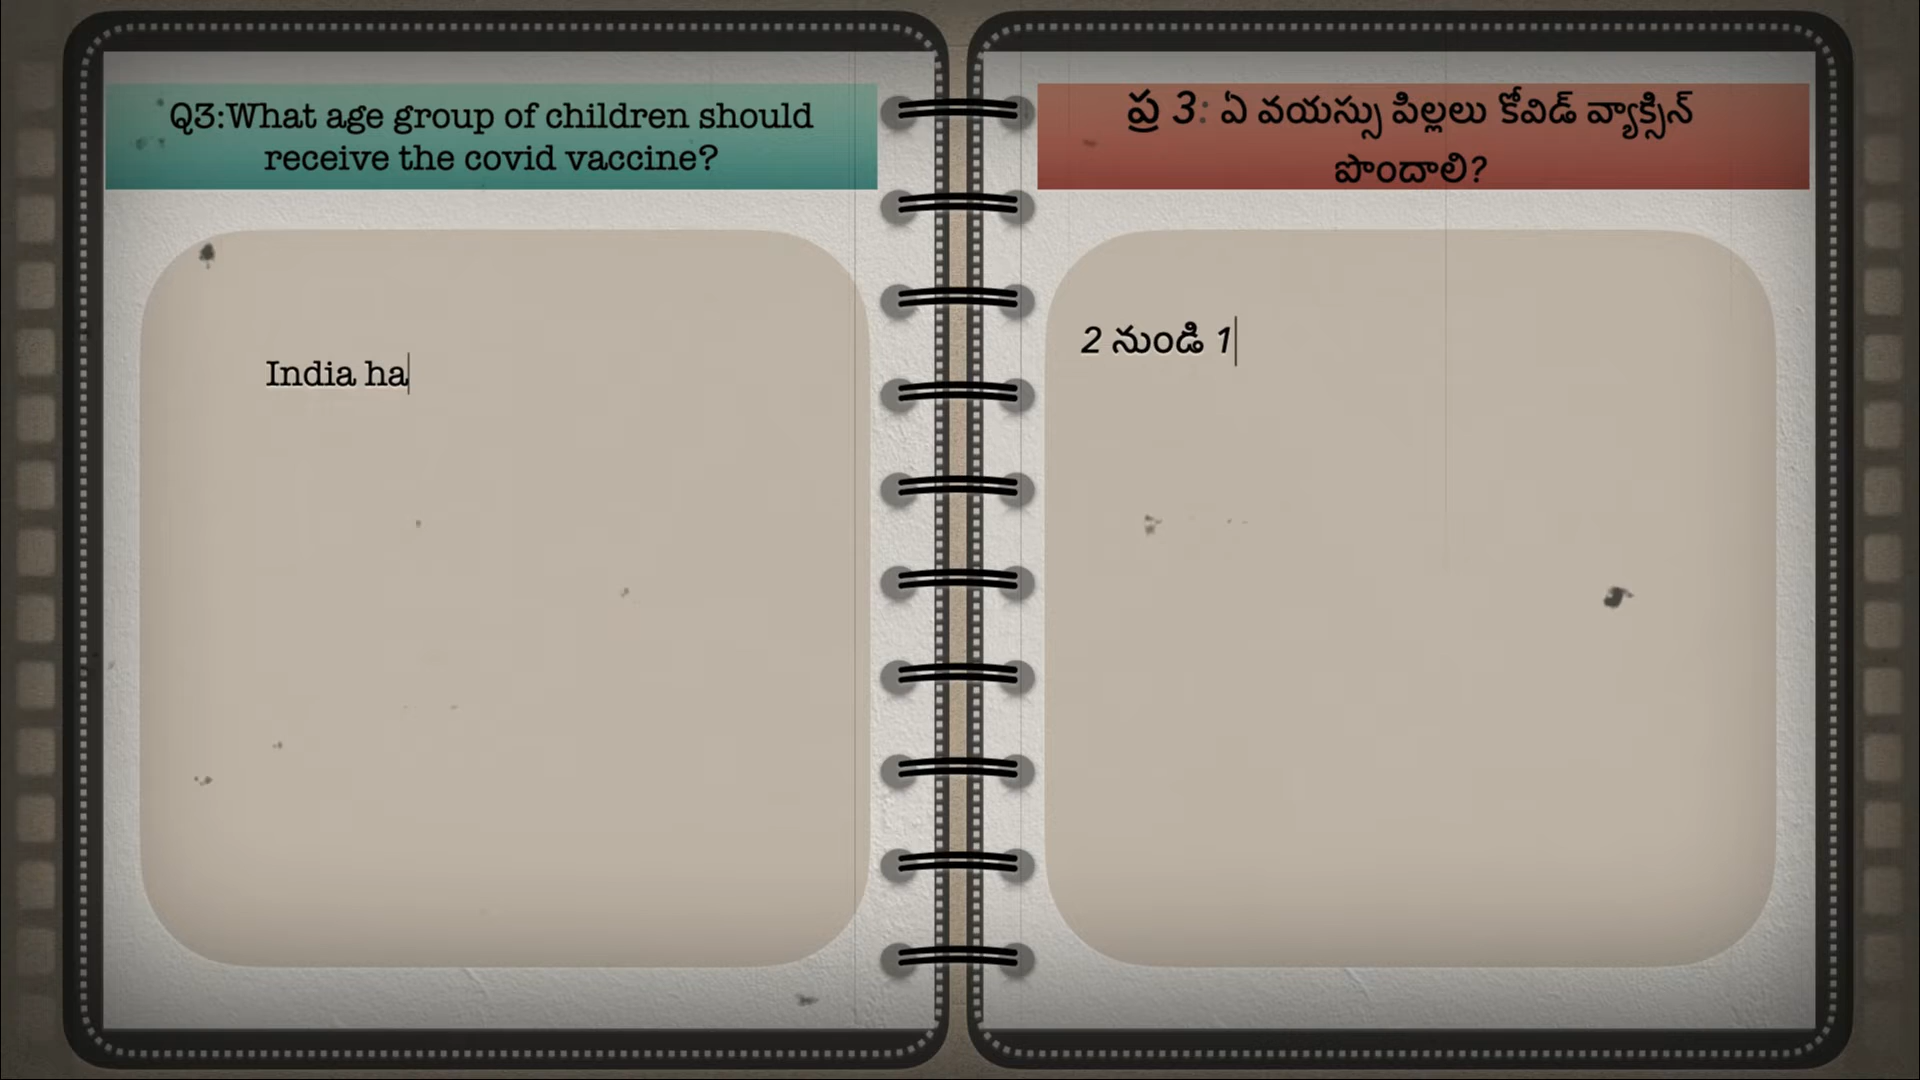 Q3:What age group of children should
receive the covid vaccine?
India ha
ప్ర 3: ఏ వయస్సు పిల్లలు కోవిడ్ వ్యాక్సిన్
పొందాలి?
2 నుండి 1